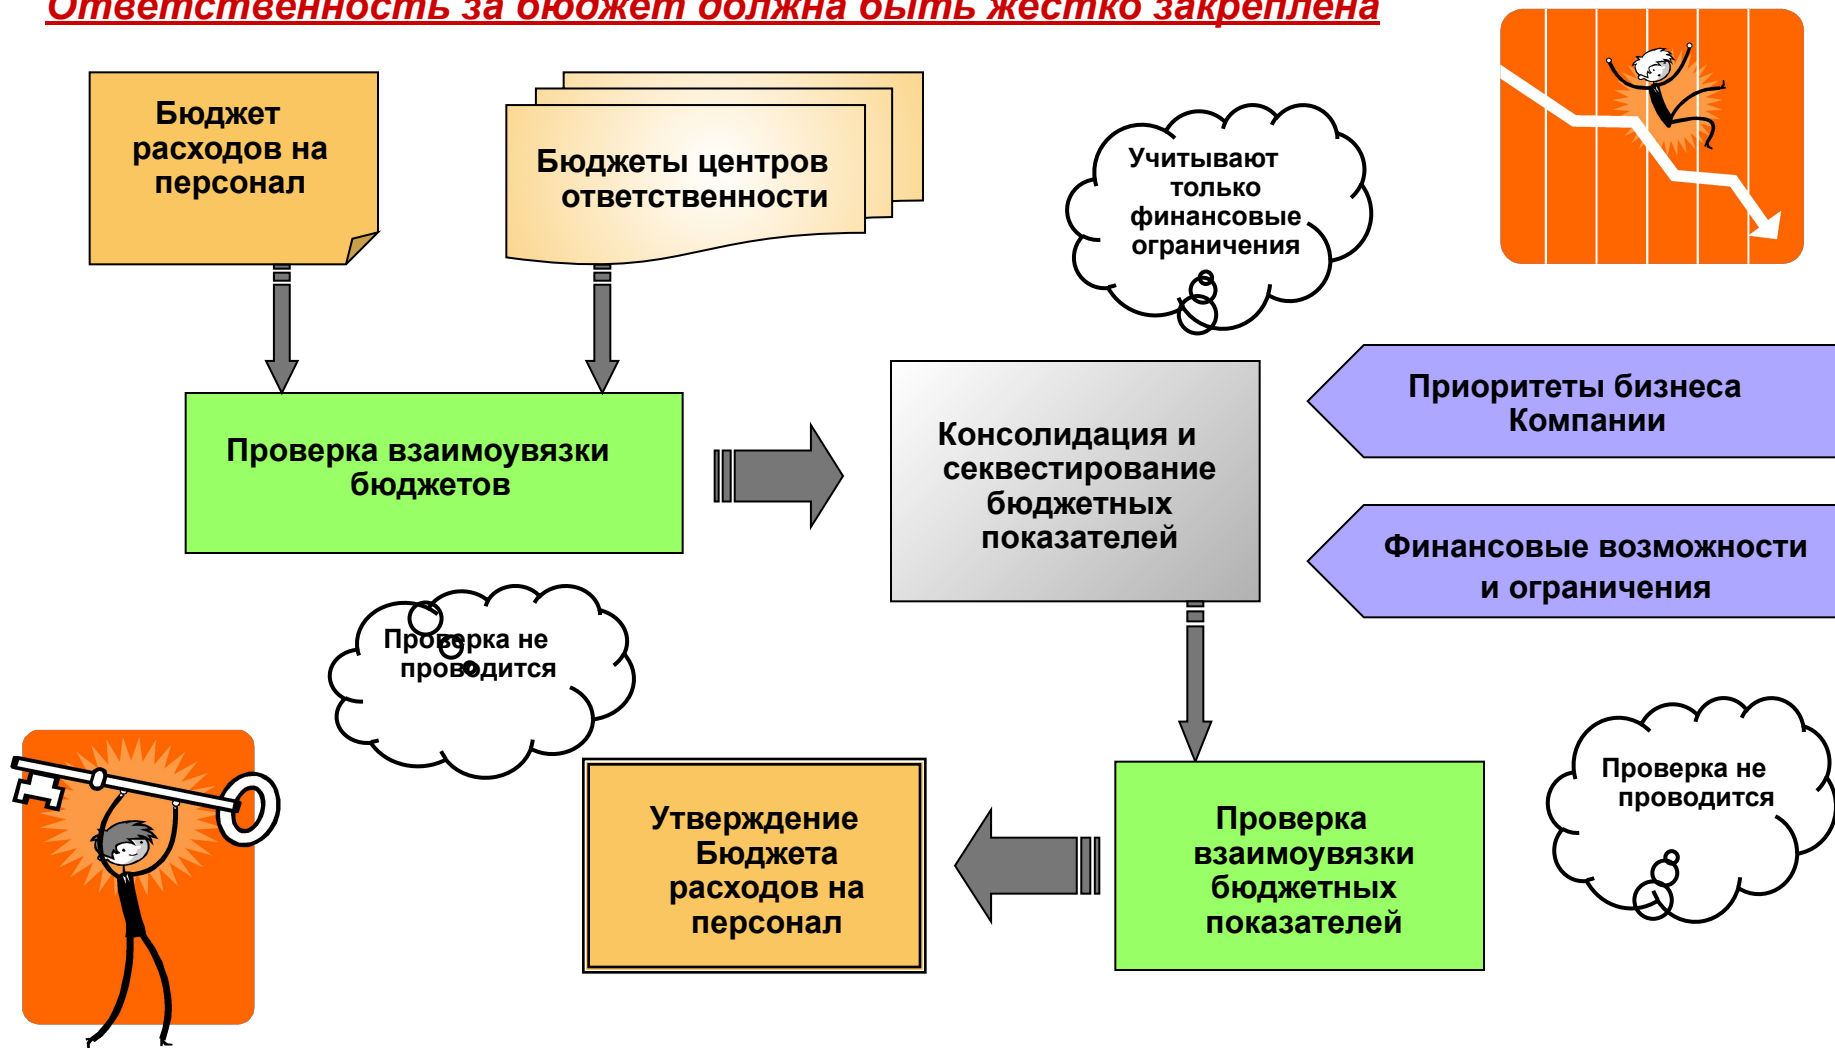 Ответственность за бюджет должна быть жестко закреплена
Бюджет
расходов на
персонал
Бюджеты центров
ответственности
Учитывают
только
финансовые
ограничения
Приоритеты бизнеса
Компании
Проверка взаимоувязки
бюджетов
Консолидация и
секвестирование
бюджетных
показателей
Финансовые возможности
и ограничения
Проверка не
проводится
Проверка не
проводится
Утверждение
Бюджета
расходов на
персонал
Проверка
взаимоувязки
бюджетных
показателей